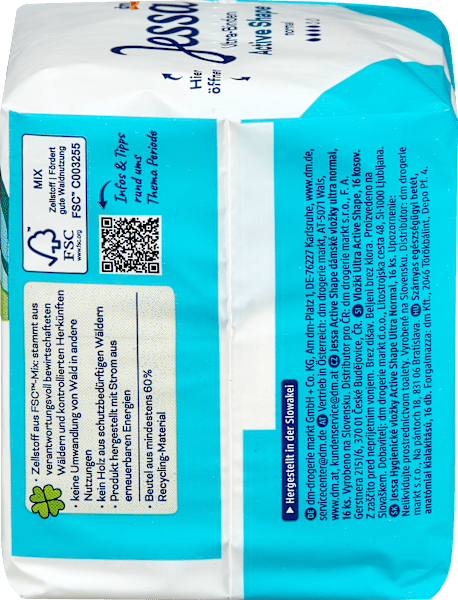 dm
Jessa
Ultra-Binden
Active Shape
normal
Hier
öffnen
MIX
Zellstoff | Fördert
gute Waldnutzung
FSC™ C003255
FSC
www.fsc.org
Infos & Tipps
rund ums
Thema Periode
• Zellstoff aus FSC™-Mix: stammt aus
verantwortungsvoll bewirtschafteten
Wäldern und kontrollierten Herkünften
• keine Umwandlung von Wald in andere
Nutzungen
• kein Holz aus schutzbedürftigen Wäldern
• Produkt hergestellt mit Strom aus
erneuerbaren Energien
• Beutel aus mindestens 60%
Recycling-Material
▶ Hergestellt in der Slowakei
DE dm-drogerie markt GmbH + Co. KG, Am dm-Platz 1, DE-76227 Karlsruhe, www.dm.de,
servicecenter@dm.de AT Vertrieb in Österreich: dm drogerie markt, AT-5071 Wals,
www.dm.at, kundenservice@dm.at CZ Jessa Active Shape dámské vložky ultra normal,
16 ks. Vyrobeno na Slovensku. Distributor pro ČR: dm drogerie markt s.r.o., F. A.
Gerstnera 2151/6, 370 01 České Budějovice, ČR. SI Vložki Ultra Active Shape, 16 kosov.
Z zaščito pred neprijetnim vonjem. Brez dišav. Beljeni brez klora. Proizvedeno na
Slovaškem. Dobavitelj: dm drogerie markt d.o.o., Litostrojska cesta 48, SI-1000 Ljubljana.
SK Jessa Hygienické vložky Active Shape Ultra Normal, 16 ks. Upozornenie:
Nelikvidujte prostredníctvom toalety. Vyrobené na Slovensku. Distributor: dm drogerie
markt s.r.o., Na pántoch 18, 831 06 Bratislava. HU Szárnyas egészségügyi betét,
anatómiai kialakítású, 16 db. Forgalmazza: dm Kft., 2046 Törökbálint, Depo Pf. 4.